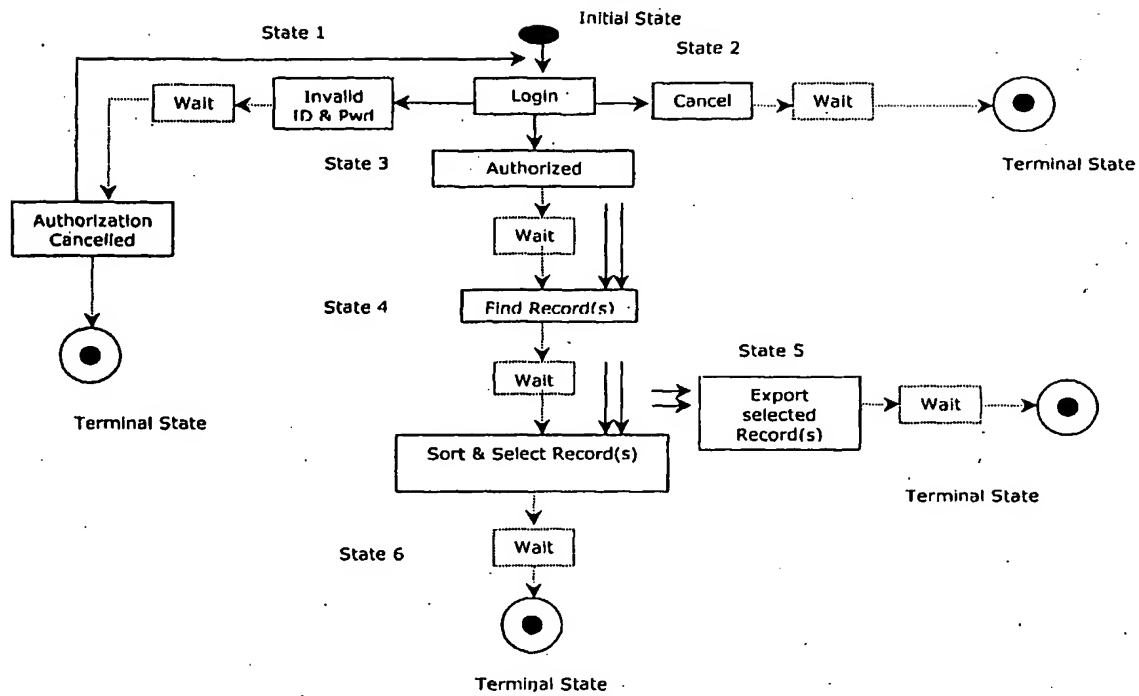 Initial State
State 1
State 2
Wait
Invalid
ID & Pwd
Login
Cancel
Wait
State 3
Authorized
Terminal State
Authorization
Cancelled
Wait
State 4
Find Record(s)
State 5
Wait
Export
selected
Record(s)
Wait
Terminal State
Sort & Select Record(s)
Terminal State
State 6
Wait
Terminal State